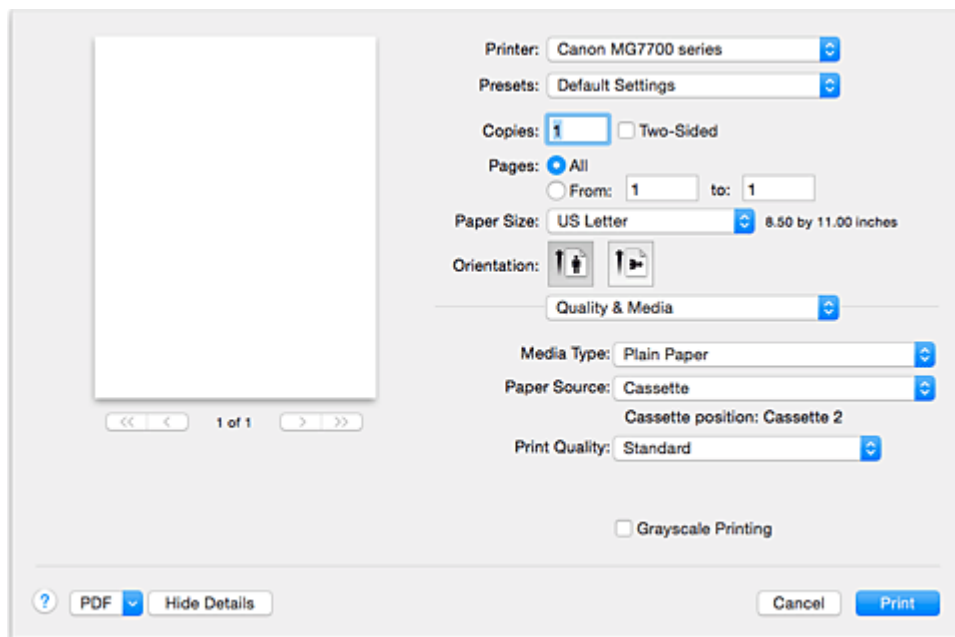 Printer: Canon MG7700 series
Presets: Default Settings
Copies: 1 Two-Sided
Pages: All
From: 1 to: 1
Paper Size: US Letter 8.50 by 11.00 inches
Orientation:
Quality & Media
Media Type: Plain Paper
Paper Source: Cassette
Cassette position: Cassette 2
<< < 1 of 1 > >>
Print Quality: Standard
Grayscale Printing
? PDF Hide Details Cancel Print